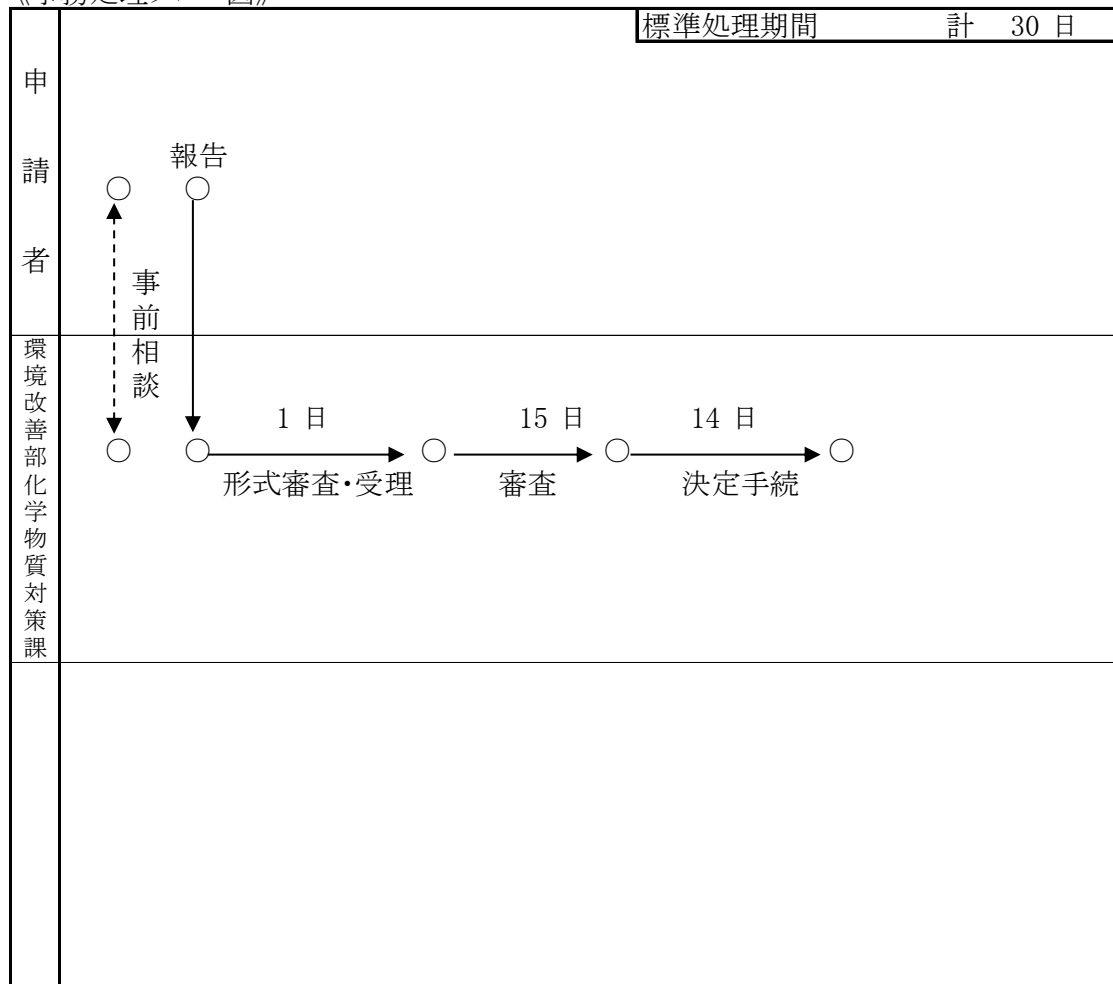 標準処理期間 計 30 日
申請者
報告
○ ○
事前相談
環境改善部化学物質対策課
1 日 15 日 14 日
○ ○ ○ ○ ○
形式審査・受理 審査 決定手続